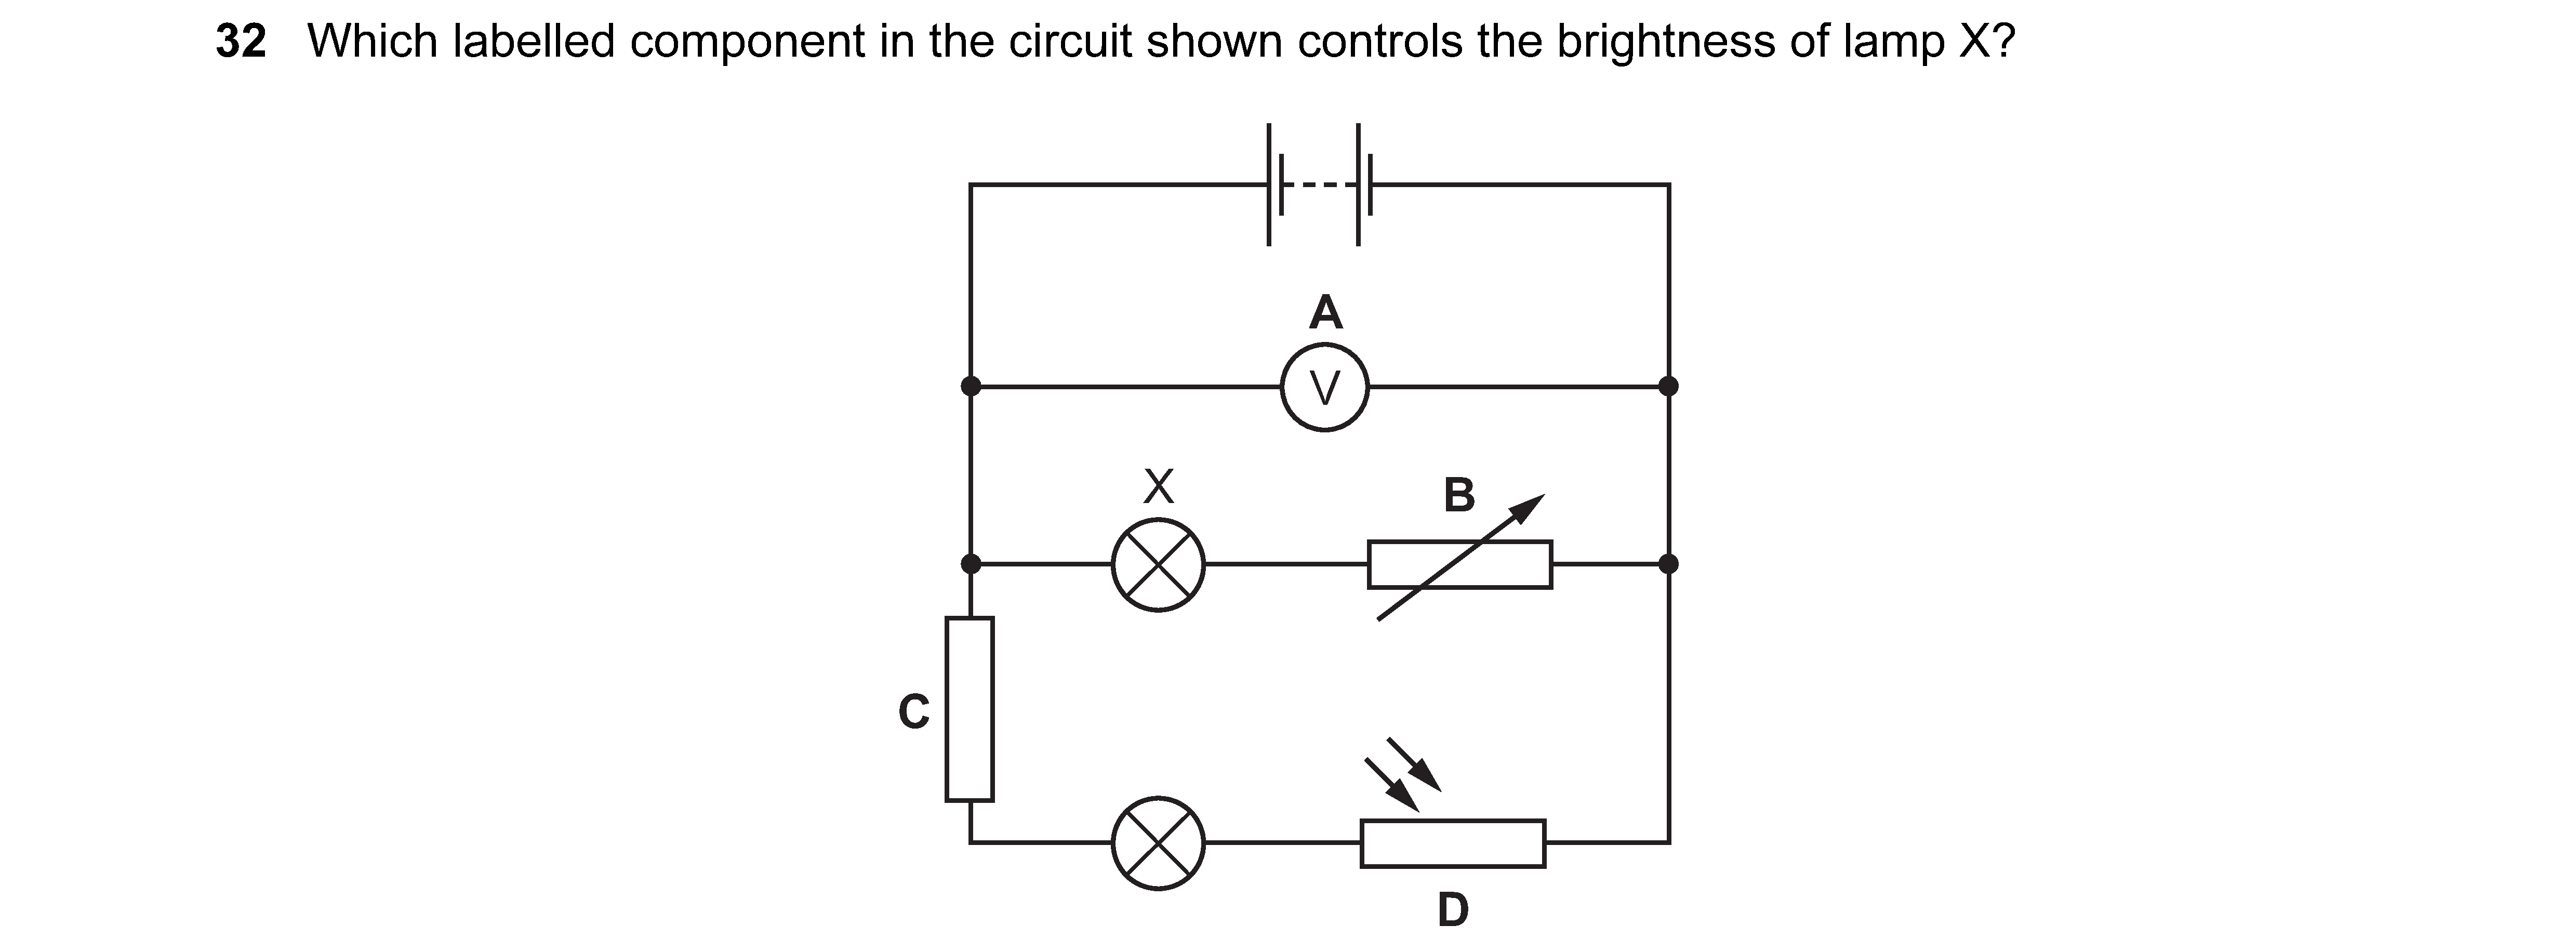 32 Which labelled component in the circuit shown controls the brightness of lamp X?
A
V
X
B
C
D